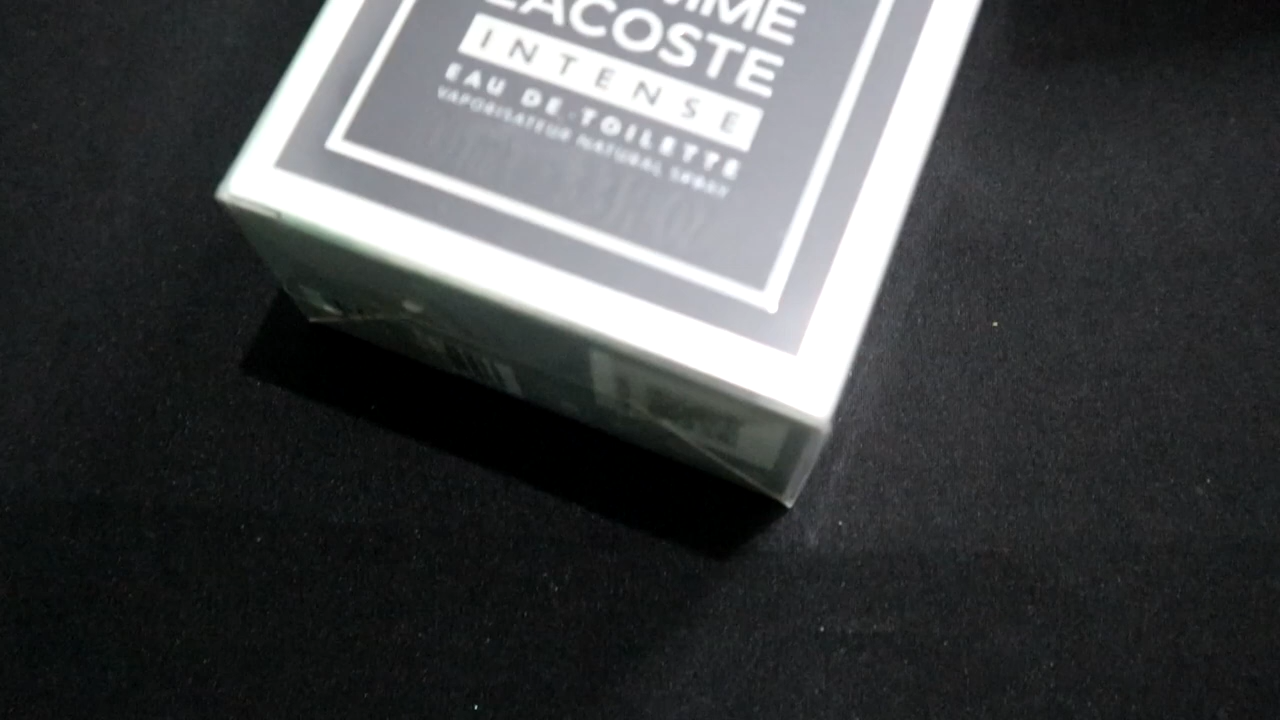 LACOSTE
INTENSE
EAU DE TOILETTE
VAPORISATEUR NATURAL SPRAY